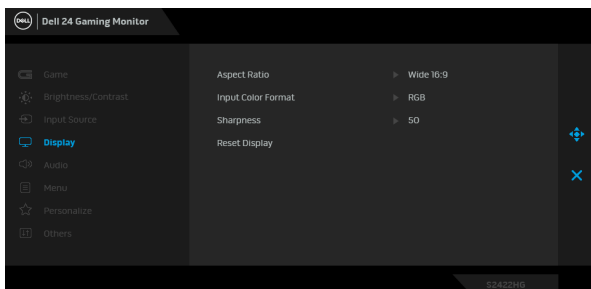 DELL Dell 24 Gaming Monitor
Game
Aspect Ratio Wide 16:9
Brightness/Contrast
Input Color Format RGB
Input Source
Sharpness 50
Display
Reset Display
Audio
Menu
Personalize
Others
S2422HG